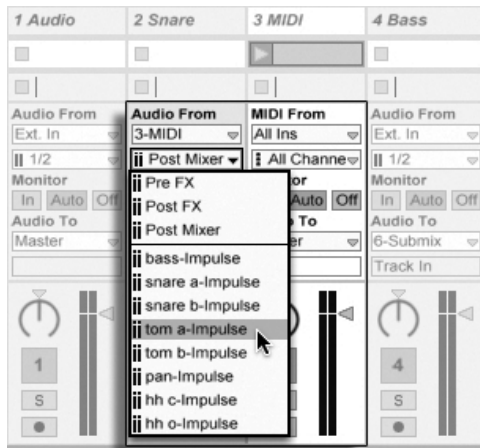 1 Audio 2 Snare 3 MIDI 4 Bass
Audio From Audio From MIDI From Audio From
Ext. In 3-MIDI All Ins Ext. In
1/2 Post Mixer All Channe 1/2
Monitor Pre FX or Monitor
In Auto Off Post FX Auto Off In Auto Off
Audio To Post Mixer To Audio To
Master er 6-Submix
bass-Impulse Track In
snare a-Impulse
snare b-Impulse
tom a-Impulse
1 tom b-Impulse 4
pan-Impulse
S hh c-Impulse S
hh o-Impulse